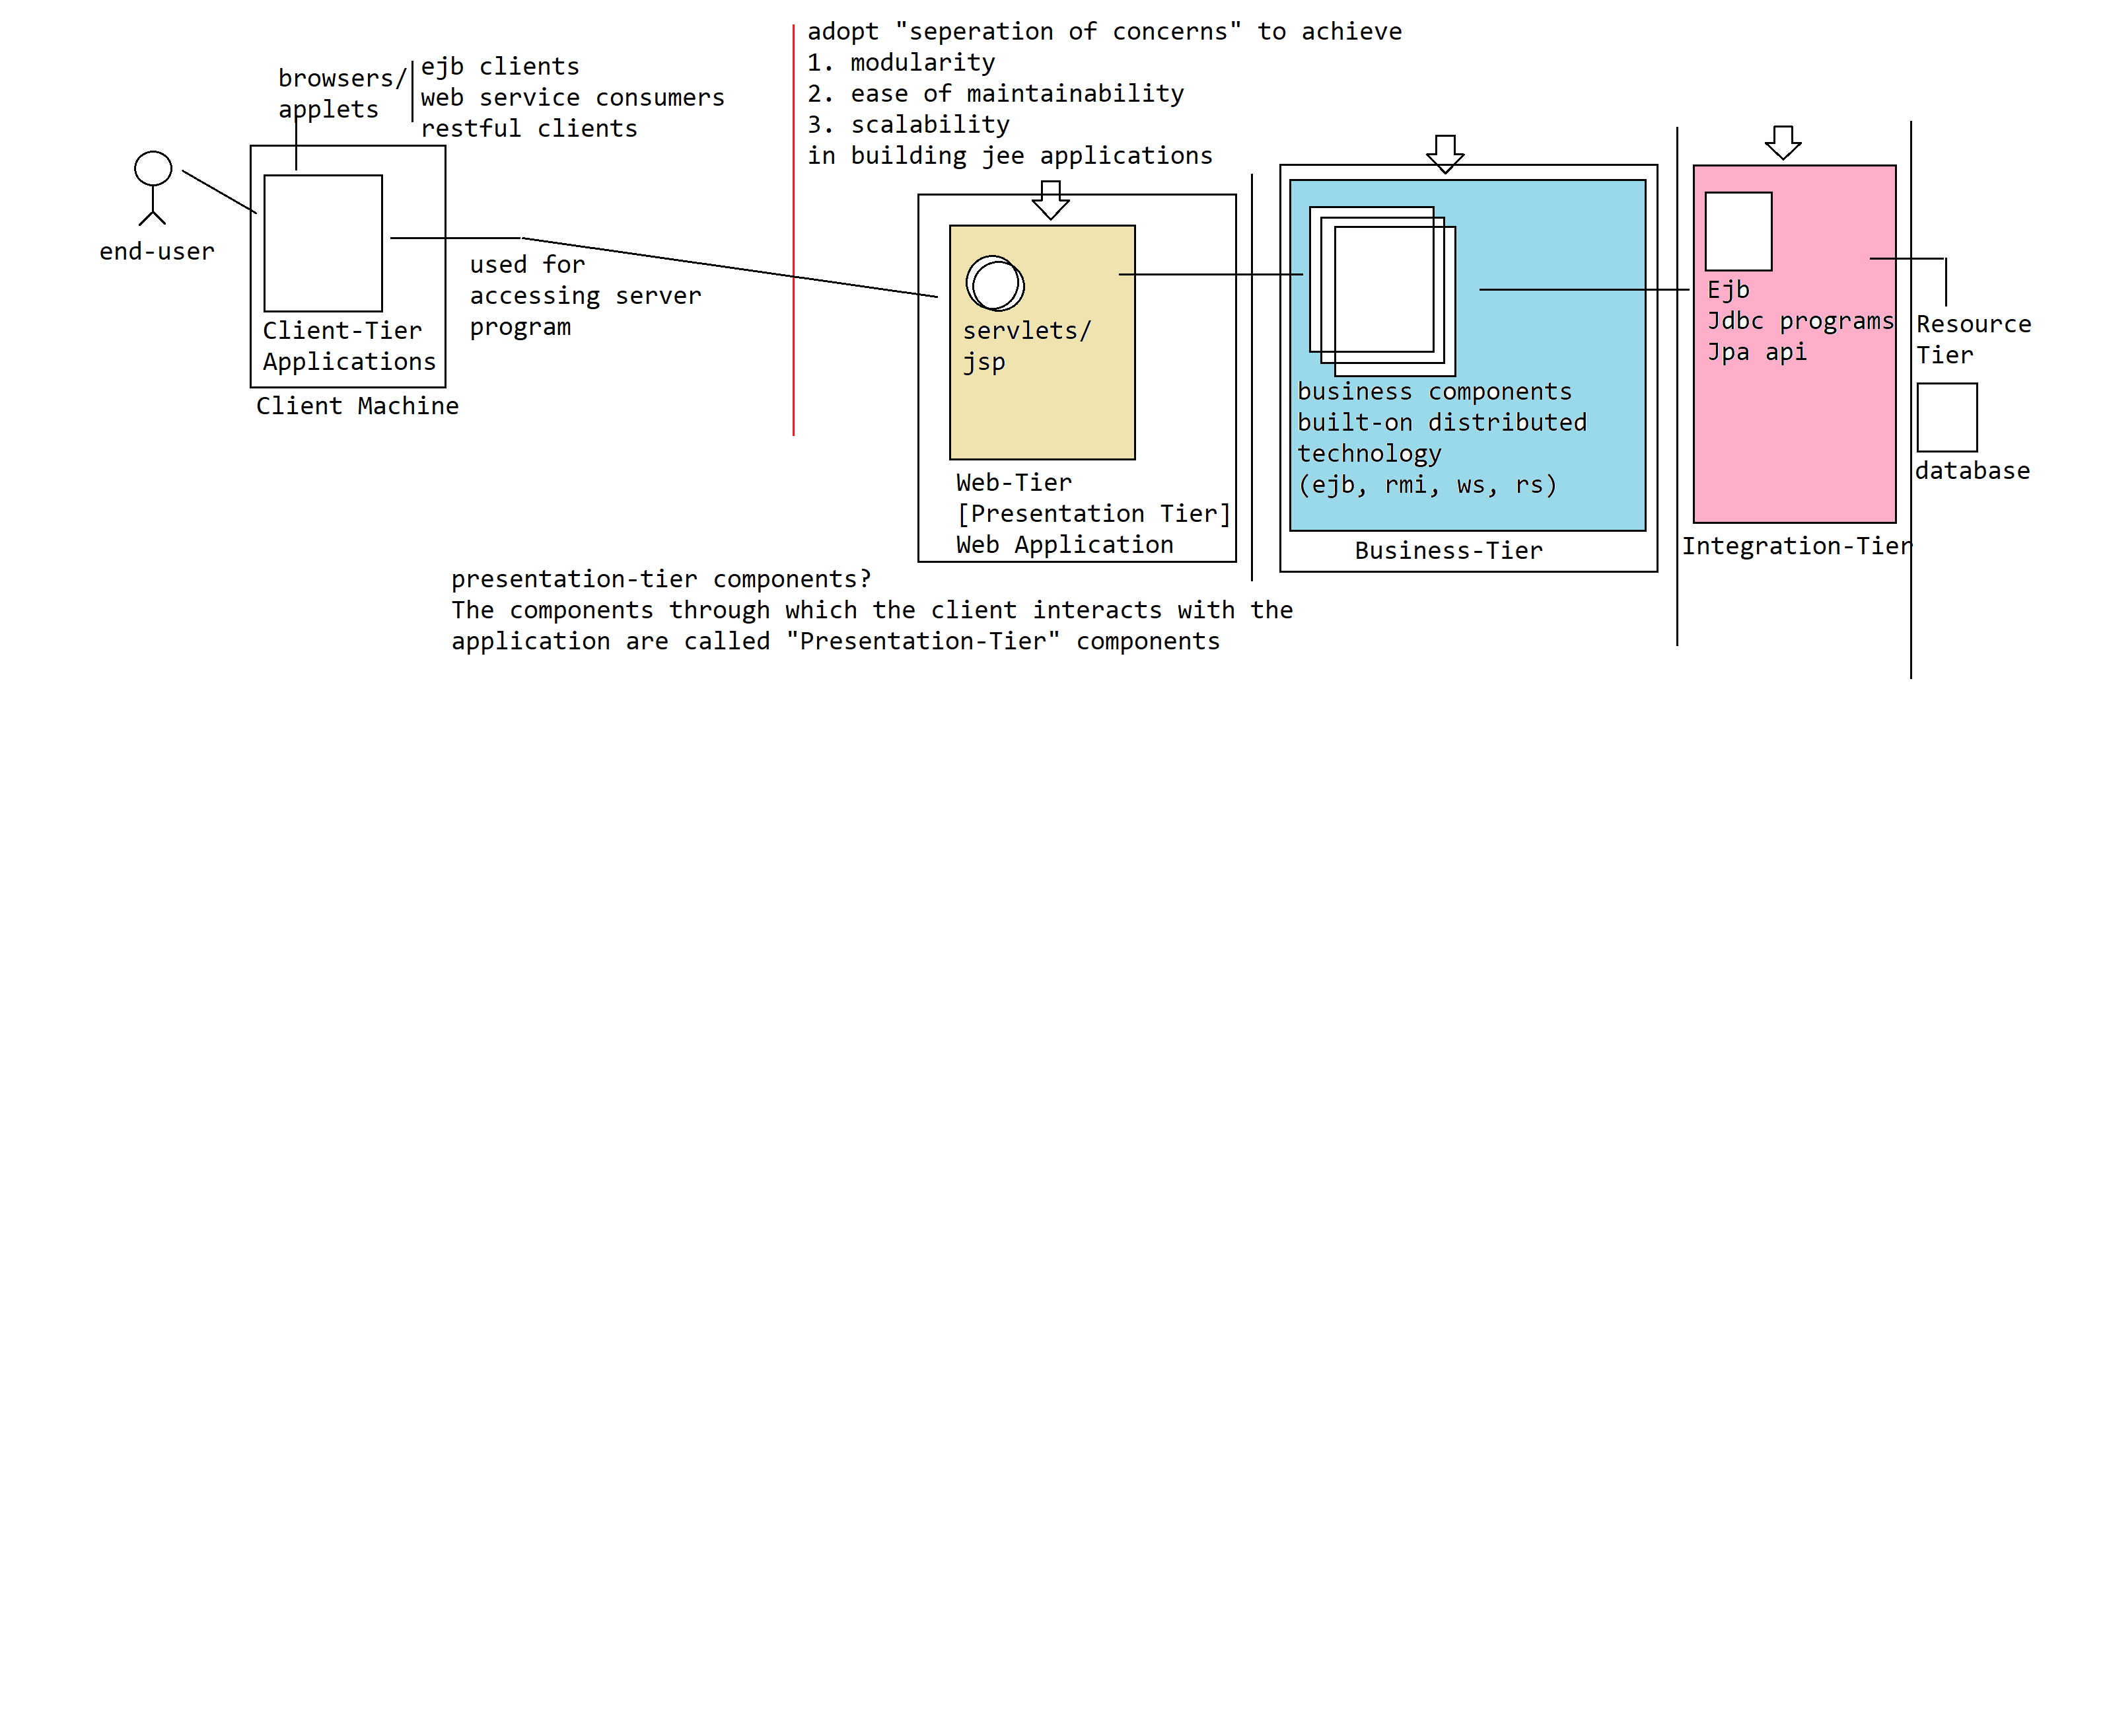 adopt "seperation of concerns" to achieve
1. modularity
2. ease of maintainability
3. scalability
in building jee applications
browsers/
applets
ejb clients
web service consumers
restful clients
end-user
Client-Tier
Applications
Client Machine
used for
accessing server
program
servlets/
jsp
Web-Tier
[Presentation Tier]
Web Application
business components
built-on distributed
technology
(ejb, rmi, ws, rs)
Business-Tier
Ejb
Jdbc programs
Jpa api
Integration-Tier
Resource
Tier
database
presentation-tier components?
The components through which the client interacts with the
application are called "Presentation-Tier" components